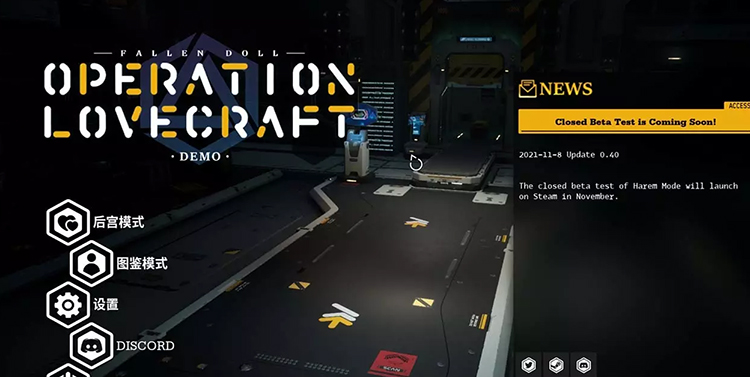 FALLEN DOLL
OPERATION
LOVECRAFT
DEMO
后宫模式
图鉴模式
设置
DISCORD
NEWS
ACCESS
Closed Beta Test is Coming Soon!
2021-11-8 Update 0.40
The closed beta test of Harem Mode will launch
on Steam in November.
SCAN